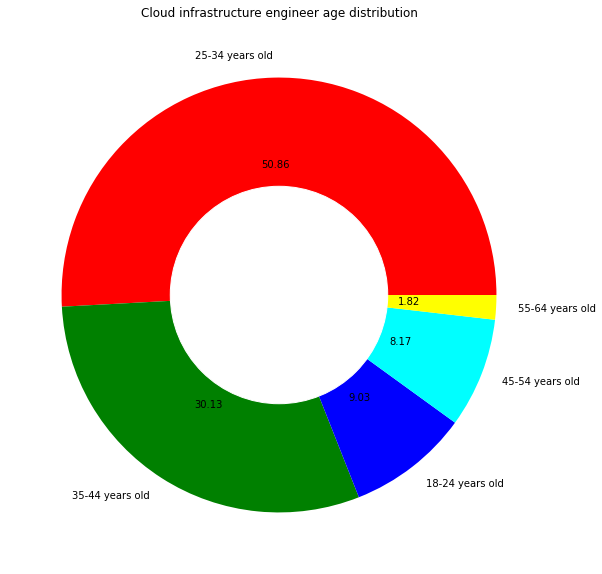 Cloud infrastructure engineer age distribution
25-34 years old
50.86
1.82
55-64 years old
8.17
45-54 years old
9.03
30.13
18-24 years old
35-44 years old